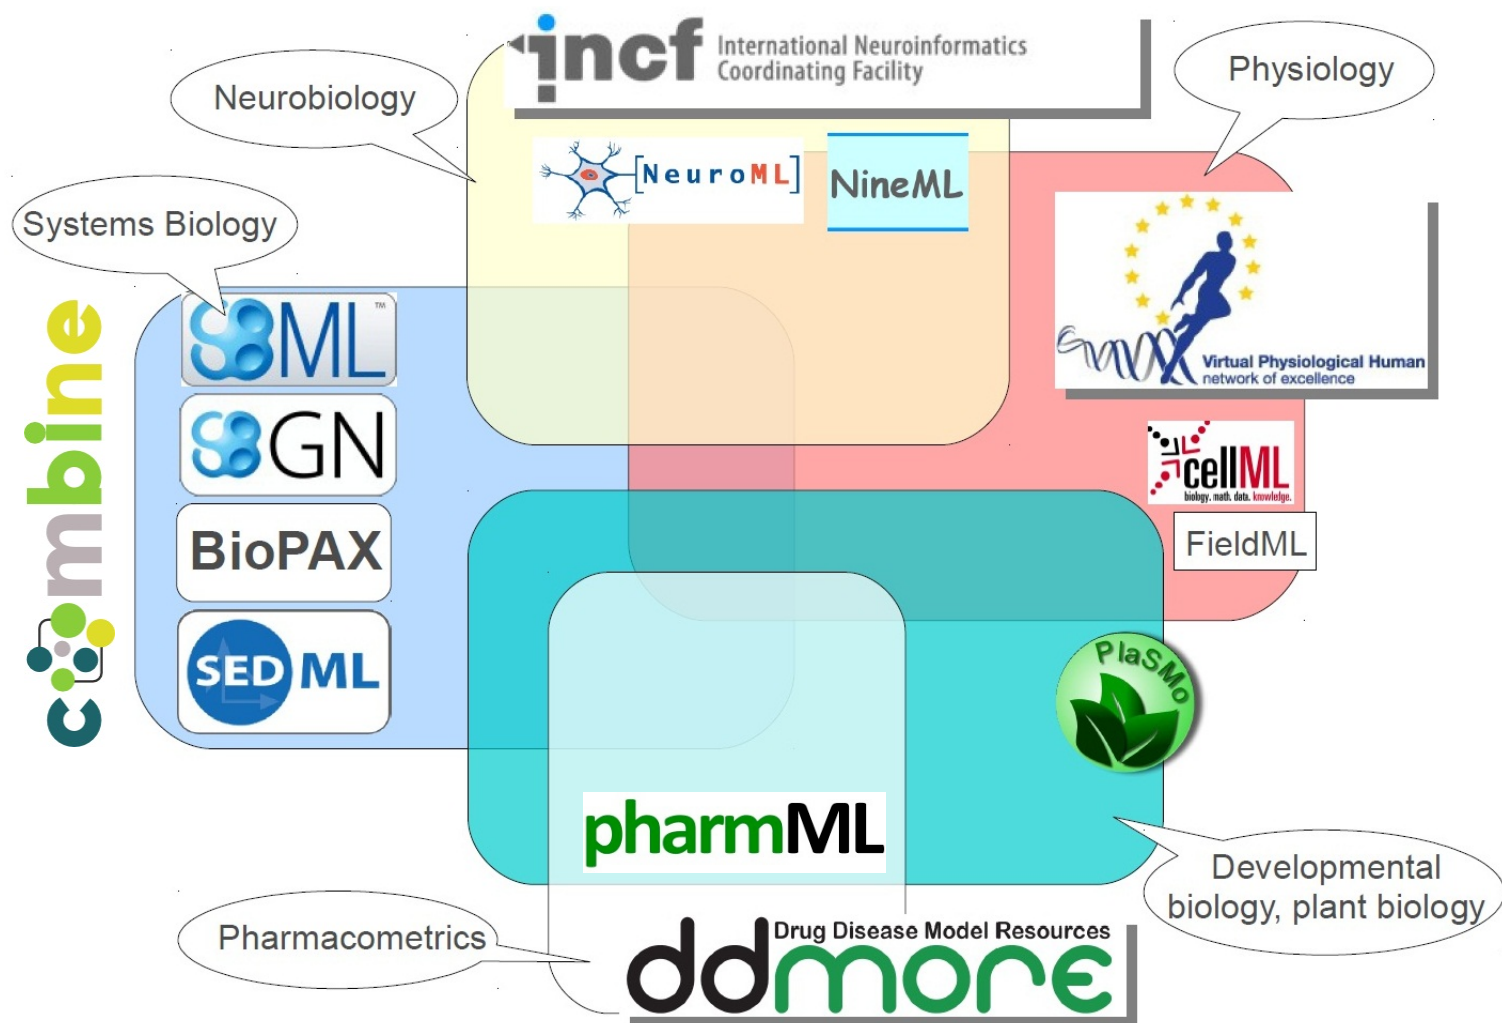 incf International Neuroinformatics
Coordinating Facility
Neurobiology
Physiology
[NeuroML]
NineML
Systems Biology
SBML™
Virtual Physiological Human
network of excellence
SBGN
combine
cellML
biology. math. data. knowledge.
BioPAX
FieldML
SED ML
PlaSMo
pharmML
Developmental
biology, plant biology
Pharmacometrics
Drug Disease Model Resources
ddmore